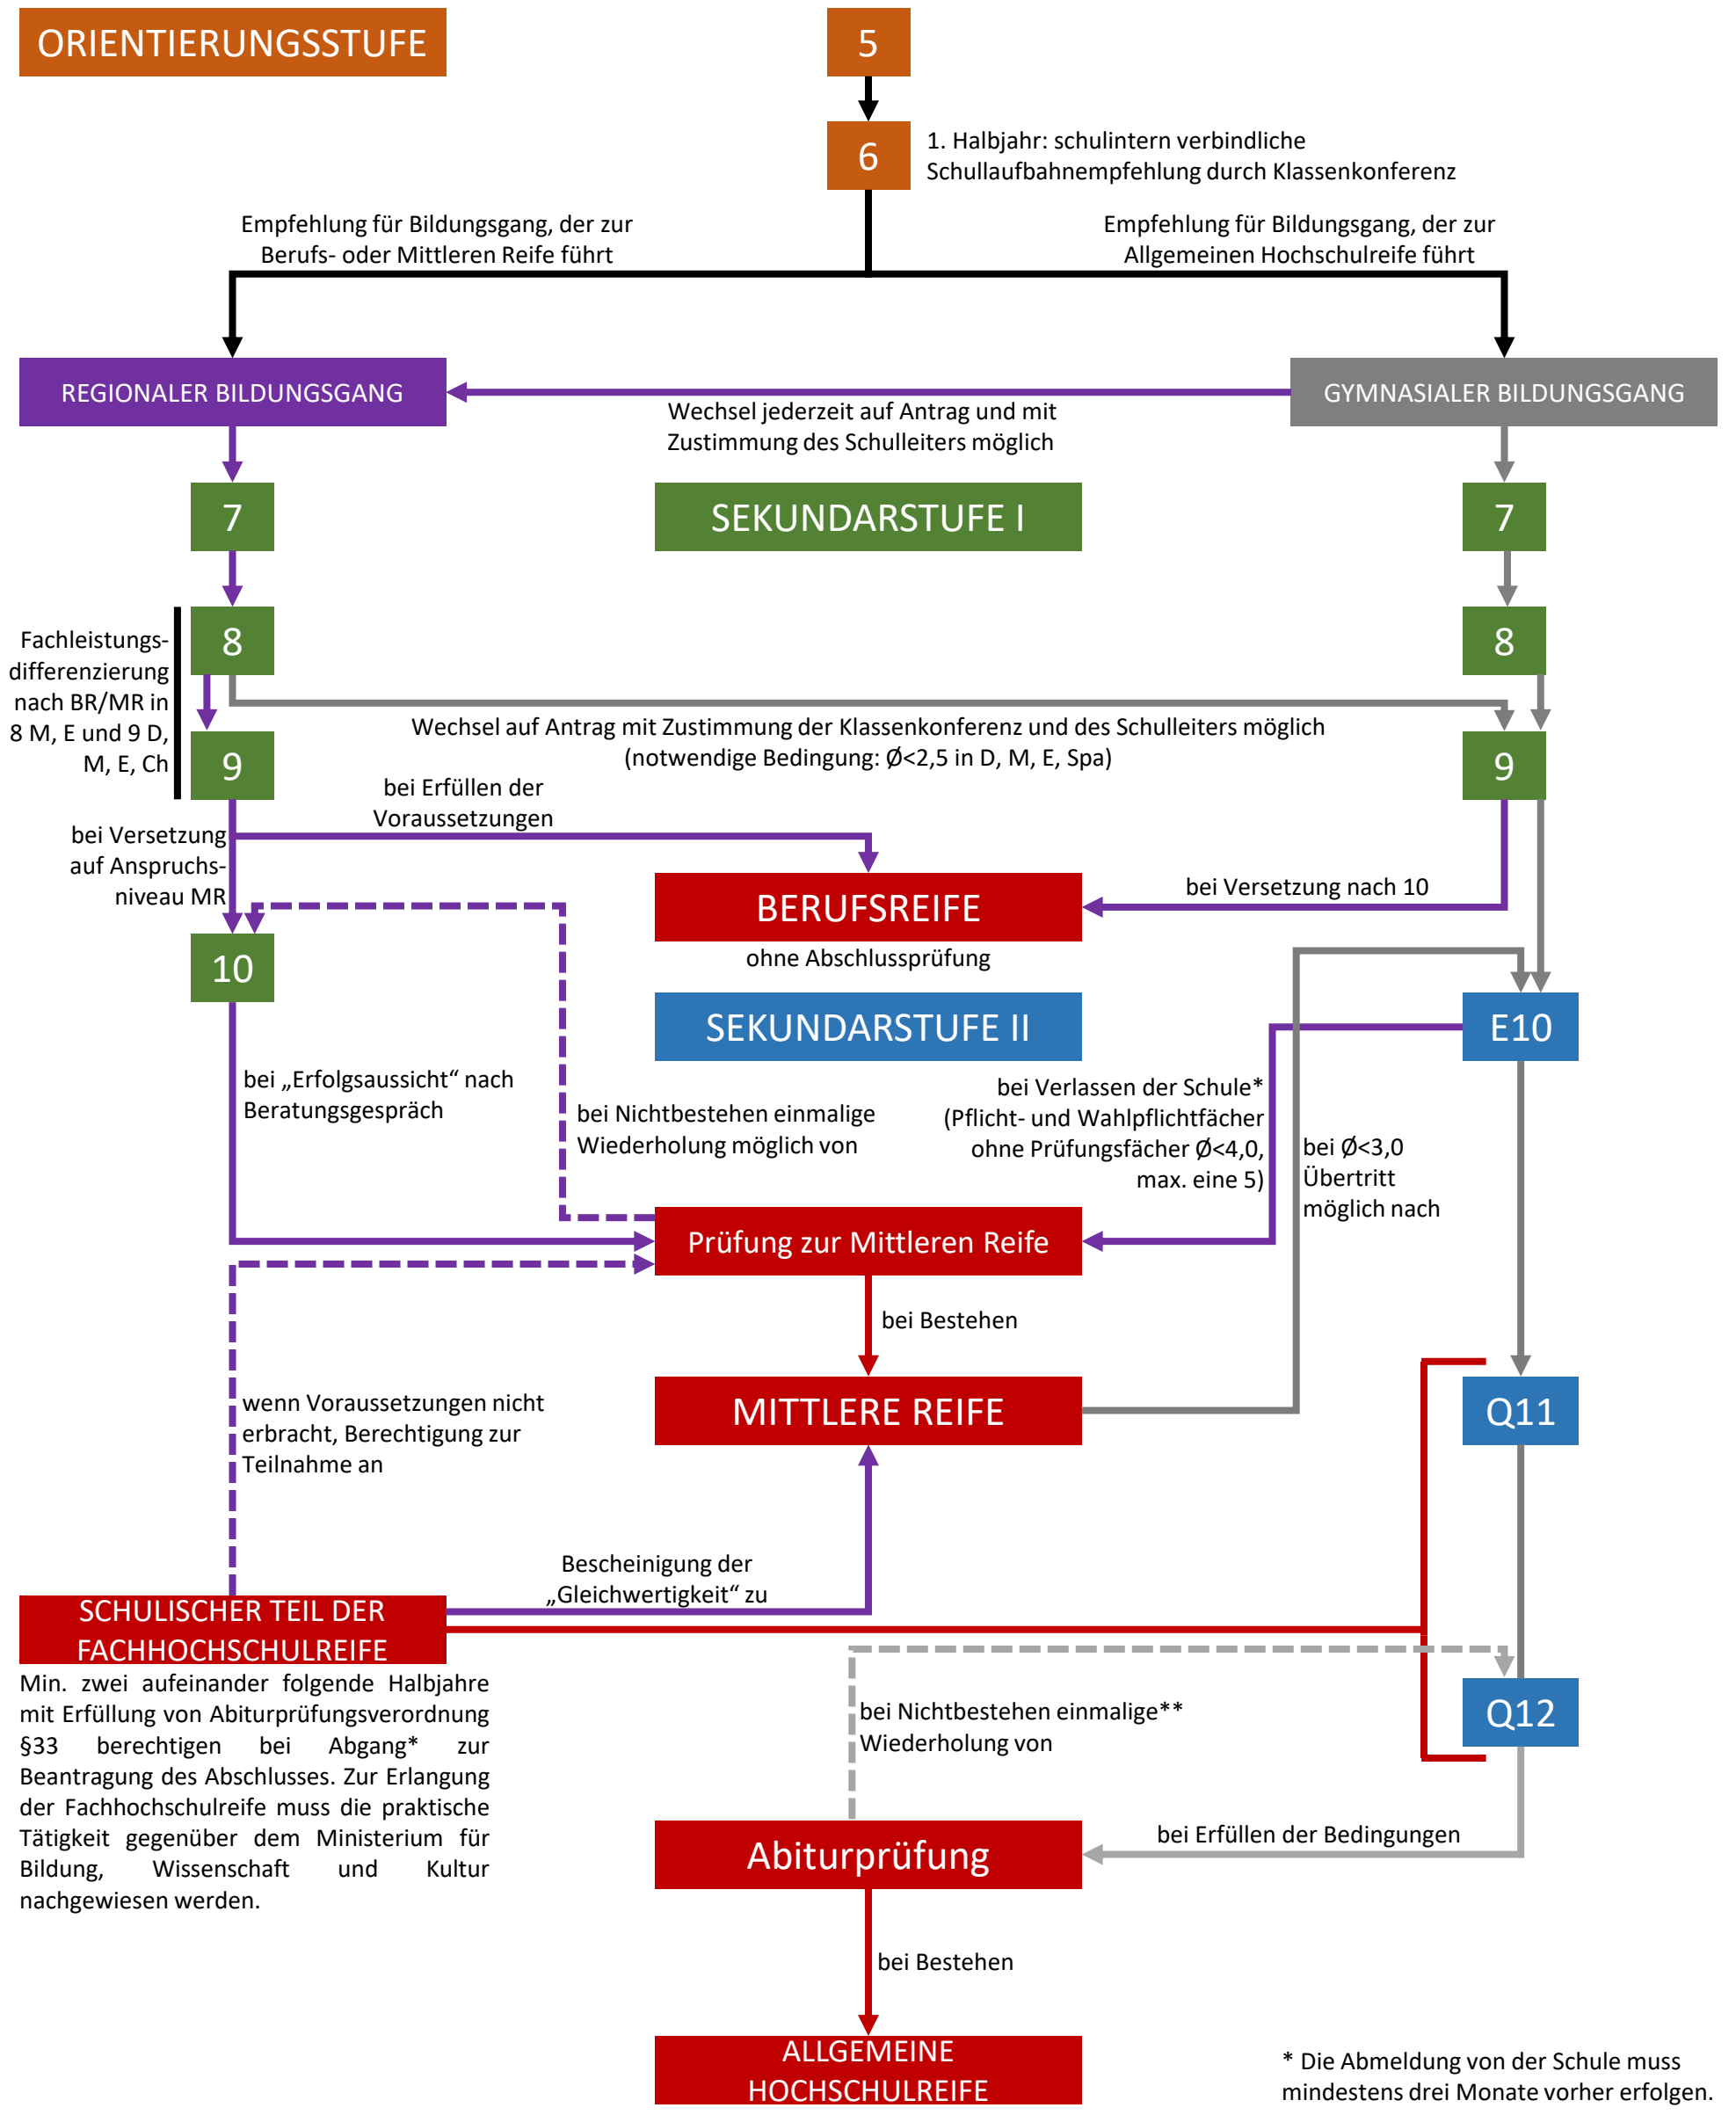 ORIENTIERUNGSSTUFE
5
6
1. Halbjahr: schulintern verbindliche
Schullaufbahnempfehlung durch Klassenkonferenz
Empfehlung für Bildungsgang, der zur
Berufs- oder Mittleren Reife führt
Empfehlung für Bildungsgang, der zur
Allgemeinen Hochschulreife führt
REGIONALER BILDUNGSGANG
GYMNASIALER BILDUNGSGANG
Wechsel jederzeit auf Antrag und mit
Zustimmung des Schulleiters möglich
7
SEKUNDARSTUFE I
7
8
8
Fachleistungs-
differenzierung
nach BR/MR in
8 M, E und 9 D,
M, E, Ch
Wechsel auf Antrag mit Zustimmung der Klassenkonferenz und des Schulleiters möglich
(notwendige Bedingung: Ø<2,5 in D, M, E, Spa)
9
9
bei Erfüllen der
Voraussetzungen
bei Versetzung
auf Anspruchs-
niveau MR
BERUFSREIFE
bei Versetzung nach 10
ohne Abschlussprüfung
10
SEKUNDARSTUFE II
E10
bei „Erfolgsaussicht“ nach
Beratungsgespräch
bei Nichtbestehen einmalige
Wiederholung möglich von
bei Verlassen der Schule*
(Pflicht- und Wahlpflichtfächer
ohne Prüfungsfächer Ø<4,0,
max. eine 5)
bei Ø<3,0
Übertritt
möglich nach
Prüfung zur Mittleren Reife
bei Bestehen
wenn Voraussetzungen nicht
erbracht, Berechtigung zur
Teilnahme an
MITTLERE REIFE
Q11
Bescheinigung der
„Gleichwertigkeit“ zu
SCHULISCHER TEIL DER
FACHHOCHSCHULREIFE
Min. zwei aufeinander folgende Halbjahre
mit Erfüllung von Abiturprüfungsverordnung
§33 berechtigen bei Abgang* zur
Beantragung des Abschlusses. Zur Erlangung
der Fachhochschulreife muss die praktische
Tätigkeit gegenüber dem Ministerium für
Bildung, Wissenschaft und Kultur
nachgewiesen werden.
bei Nichtbestehen einmalige**
Wiederholung von
Q12
Abiturprüfung
bei Erfüllen der Bedingungen
bei Bestehen
ALLGEMEINE
HOCHSCHULREIFE
* Die Abmeldung von der Schule muss
mindestens drei Monate vorher erfolgen.